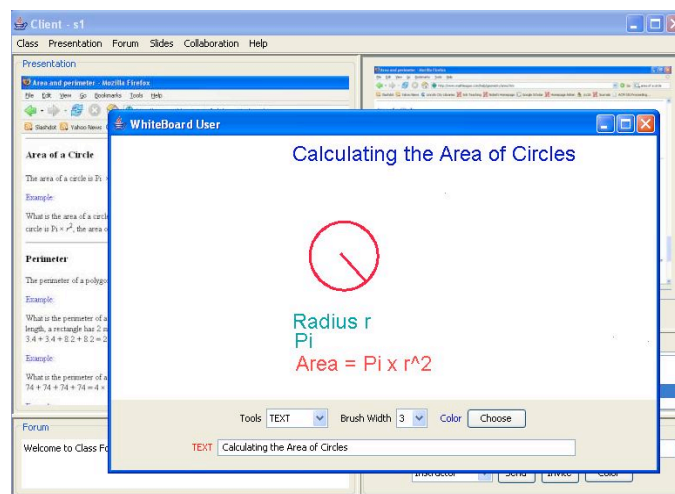 Client - s1
Class Presentation Forum Slides Collaboration Help
Presentation
Area and perimeter - Mozilla Firefox
File Edit View Go Bookmarks Tools Help
Slashdot Yahoo News
Area of a Circle
The area of a circle is Pi
Example:
What is the area of a circle
circle is Pi × r², the area o
Perimeter
The perimeter of a polygo
Example:
What is the perimeter of a
length, a rectangle has 2 s
3.4 + 3.4 + 8.2 + 8.2 = 2
Example:
What is the perimeter of a
74 + 74 + 74 + 74 = 4 ×
Area and perimeter - Mozilla Firefox
WhiteBoard User
Calculating the Area of Circles
Radius r
Pi
Area = Pi x r^2
Tools TEXT Brush Width 3 Color Choose
TEXT Calculating the Area of Circles
Forum
Welcome to Class Fo
Instructor Send Invite Color